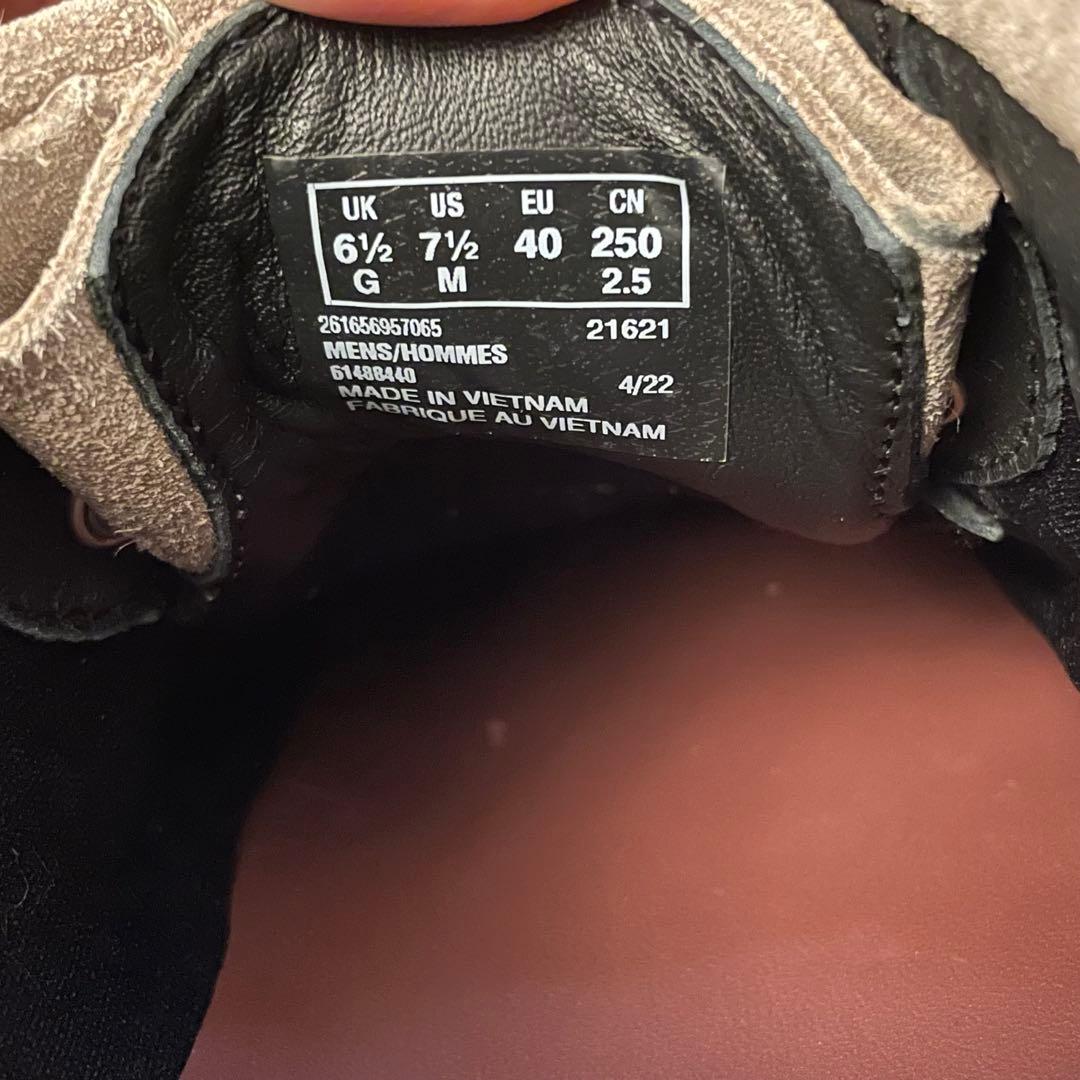 UK US EU CN
6½ 7½ 40 250
G M 2.5
261656957065 21621
MENS/HOMMES
61488440 4/22
MADE IN VIETNAM
FABRIQUE AU VIETNAM